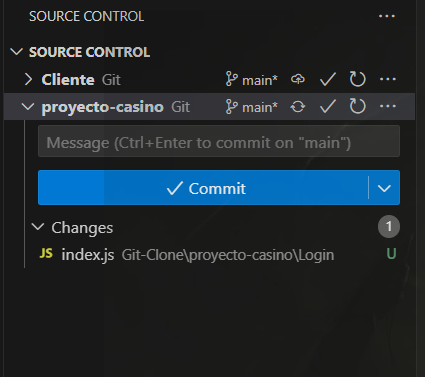 SOURCE CONTROL
SOURCE CONTROL
Cliente Git main*
proyecto-casino Git main*
Message (Ctrl+Enter to commit on "main")
Commit
Changes 1
JS index.js Git-Clone\proyecto-casino\Login U